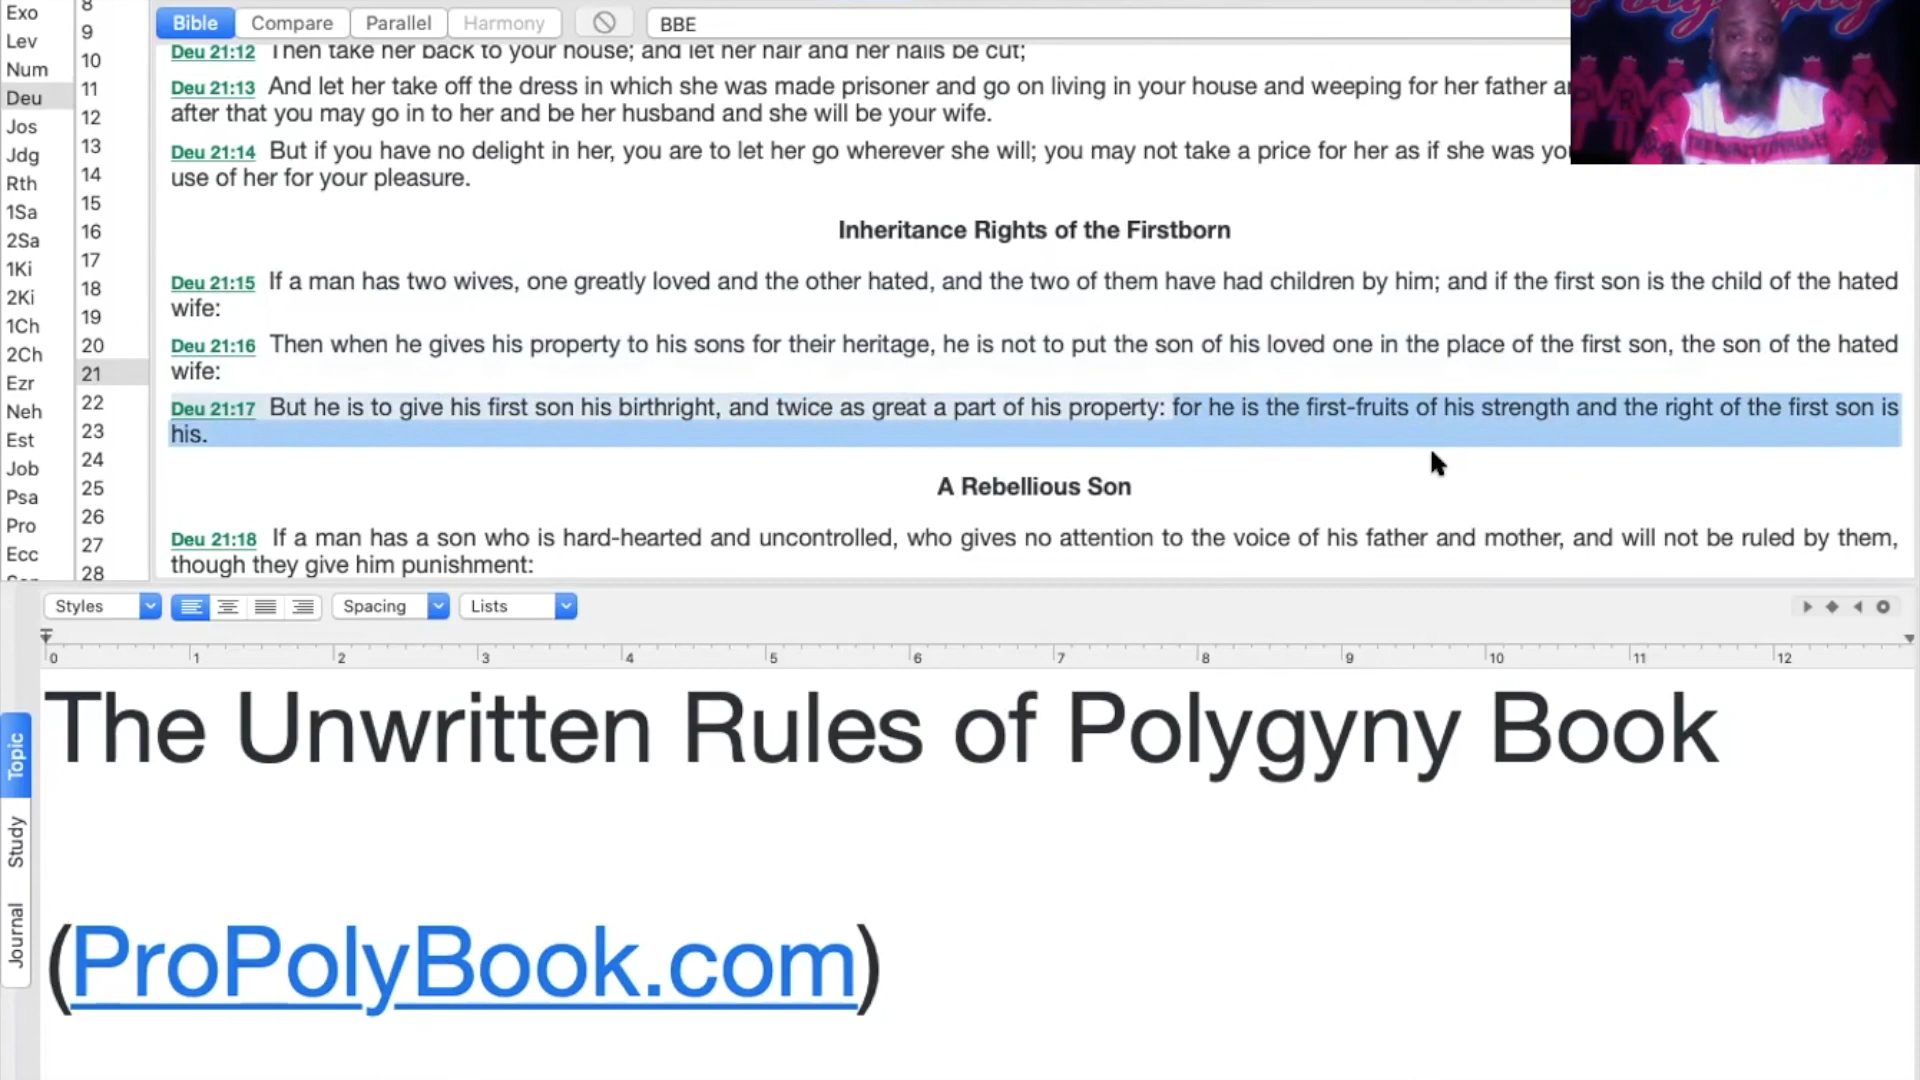 Exo
Lev
Num
Deu
Jos
Jdg
Rth
1Sa
2Sa
1Ki
2Ki
1Ch
2Ch
Ezr
Neh
Est
Job
Psa
Pro
Ecc
8
9
10
11
12
13
14
15
16
17
18
19
20
21
22
23
24
25
26
27
28
Bible Compare Parallel Harmony BBE
Deu 21:12 Then take her back to your house; and let her hair and her nails be cut;
Deu 21:13 And let her take off the dress in which she was made prisoner and go on living in your house and weeping for her father
after that you may go in to her and be her husband and she will be your wife.
Deu 21:14 But if you have no delight in her, you are to let her go wherever she will; you may not take a price for her as if she was
use of her for your pleasure.
Inheritance Rights of the Firstborn
Deu 21:15 If a man has two wives, one greatly loved and the other hated, and the two of them have had children by him; and if the first son is the child of the hated
wife:
Deu 21:16 Then when he gives his property to his sons for their heritage, he is not to put the son of his loved one in the place of the first son, the son of the hated
wife:
Deu 21:17 But he is to give his first son his birthright, and twice as great a part of his property: for he is the first-fruits of his strength and the right of the first son is
his.
A Rebellious Son
Deu 21:18 If a man has a son who is hard-hearted and uncontrolled, who gives no attention to the voice of his father and mother, and will not be ruled by them,
though they give him punishment:
Styles Spacing Lists
0 1 2 3 4 5 6 7 8 9 10 11 12
Topic
Study
Journal
The Unwritten Rules of Polygyny Book
(ProPolyBook.com)